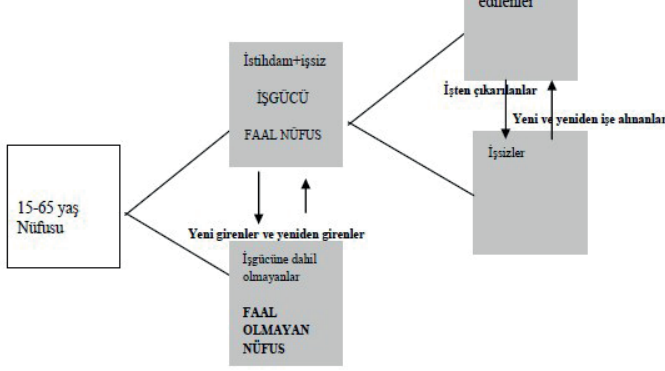 edilenler
İstihdam+işsiz
İŞGÜCÜ
FAAL NÜFUS
İşten çıkarılanlar
Yeni ve yeniden işe alınanlar
İşsizler
15-65 yaş
Nüfusu
Yeni girenler ve yeniden girenler
İşgücüne dahil
olmayanlar
FAAL
OLMAYAN
NÜFUS